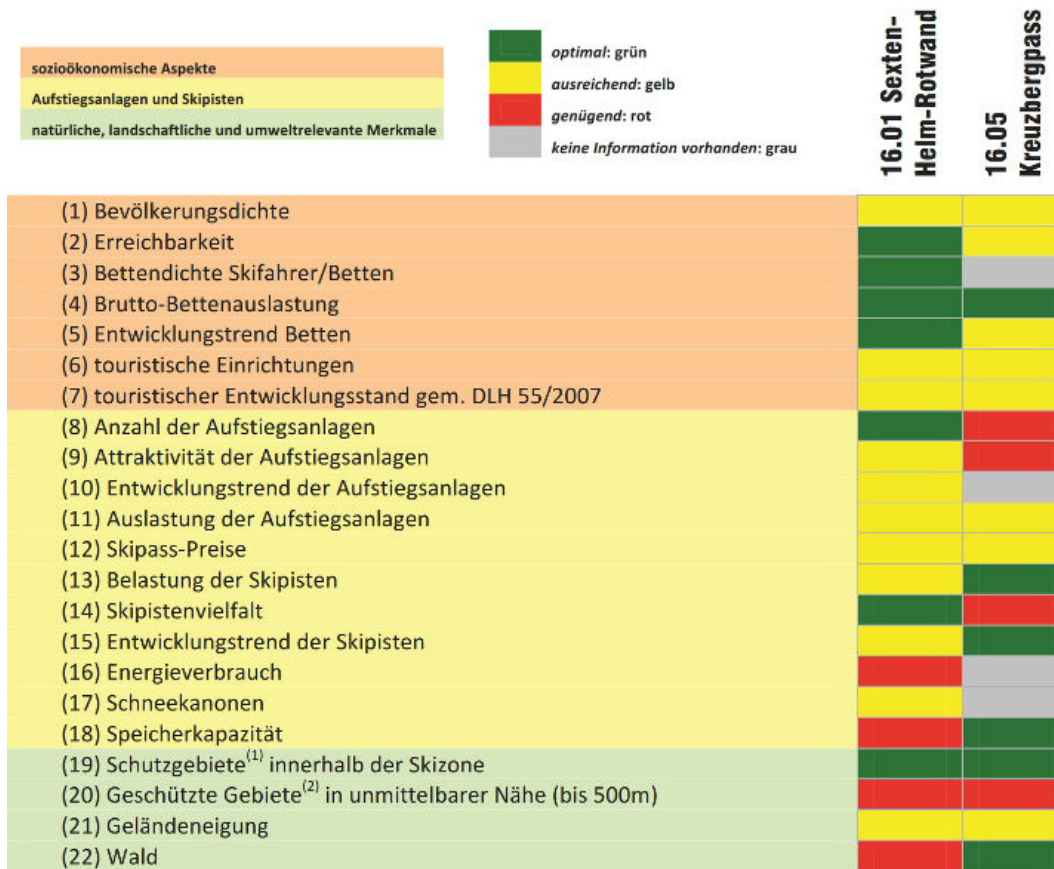 sozioökonomische Aspekte
Aufstiegsanlagen und Skipisten
natürliche, landschaftliche und umweltrelevante Merkmale
optimal: grün
ausreichend: gelb
genügend: rot
keine Information vorhanden: grau
16.01 Sexten-
Helm-Rotwand
16.05
Kreuzbergpass
(1) Bevölkerungsdichte
(2) Erreichbarkeit
(3) Bettendichte Skifahrer/Betten
(4) Brutto-Bettenauslastung
(5) Entwicklungstrend Betten
(6) touristische Einrichtungen
(7) touristischer Entwicklungsstand gem. DLH 55/2007
(8) Anzahl der Aufstiegsanlagen
(9) Attraktivität der Aufstiegsanlagen
(10) Entwicklungstrend der Aufstiegsanlagen
(11) Auslastung der Aufstiegsanlagen
(12) Skipass-Preise
(13) Belastung der Skipisten
(14) Skipistenvielfalt
(15) Entwicklungstrend der Skipisten
(16) Energieverbrauch
(17) Schneekanonen
(18) Speicherkapazität
(19) Schutzgebiete(1) innerhalb der Skizone
(20) Geschützte Gebiete(2) in unmittelbarer Nähe (bis 500m)
(21) Geländeneigung
(22) Wald